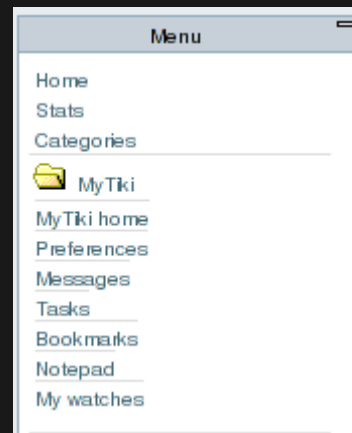 Menu
Home
Stats
Categories
MyTiki
MyTiki home
Preferences
Messages
Tasks
Bookmarks
Notepad
My watches